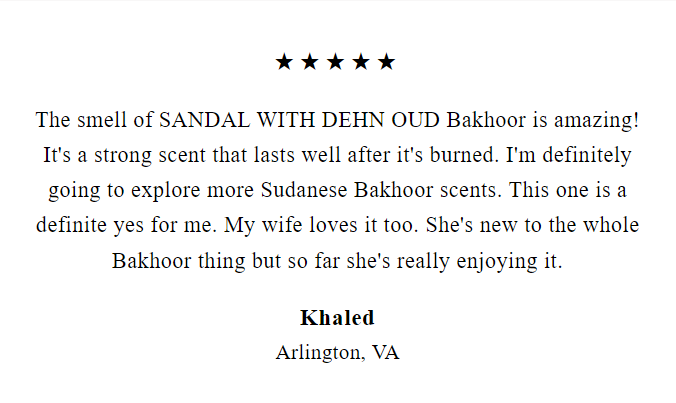 ★ ★ ★ ★ ★
The smell of SANDAL WITH DEHN OUD Bakhoor is amazing!
It's a strong scent that lasts well after it's burned. I'm definitely
going to explore more Sudanese Bakhoor scents. This one is a
definite yes for me. My wife loves it too. She's new to the whole
Bakhoor thing but so far she's really enjoying it.
Khaled
Arlington, VA